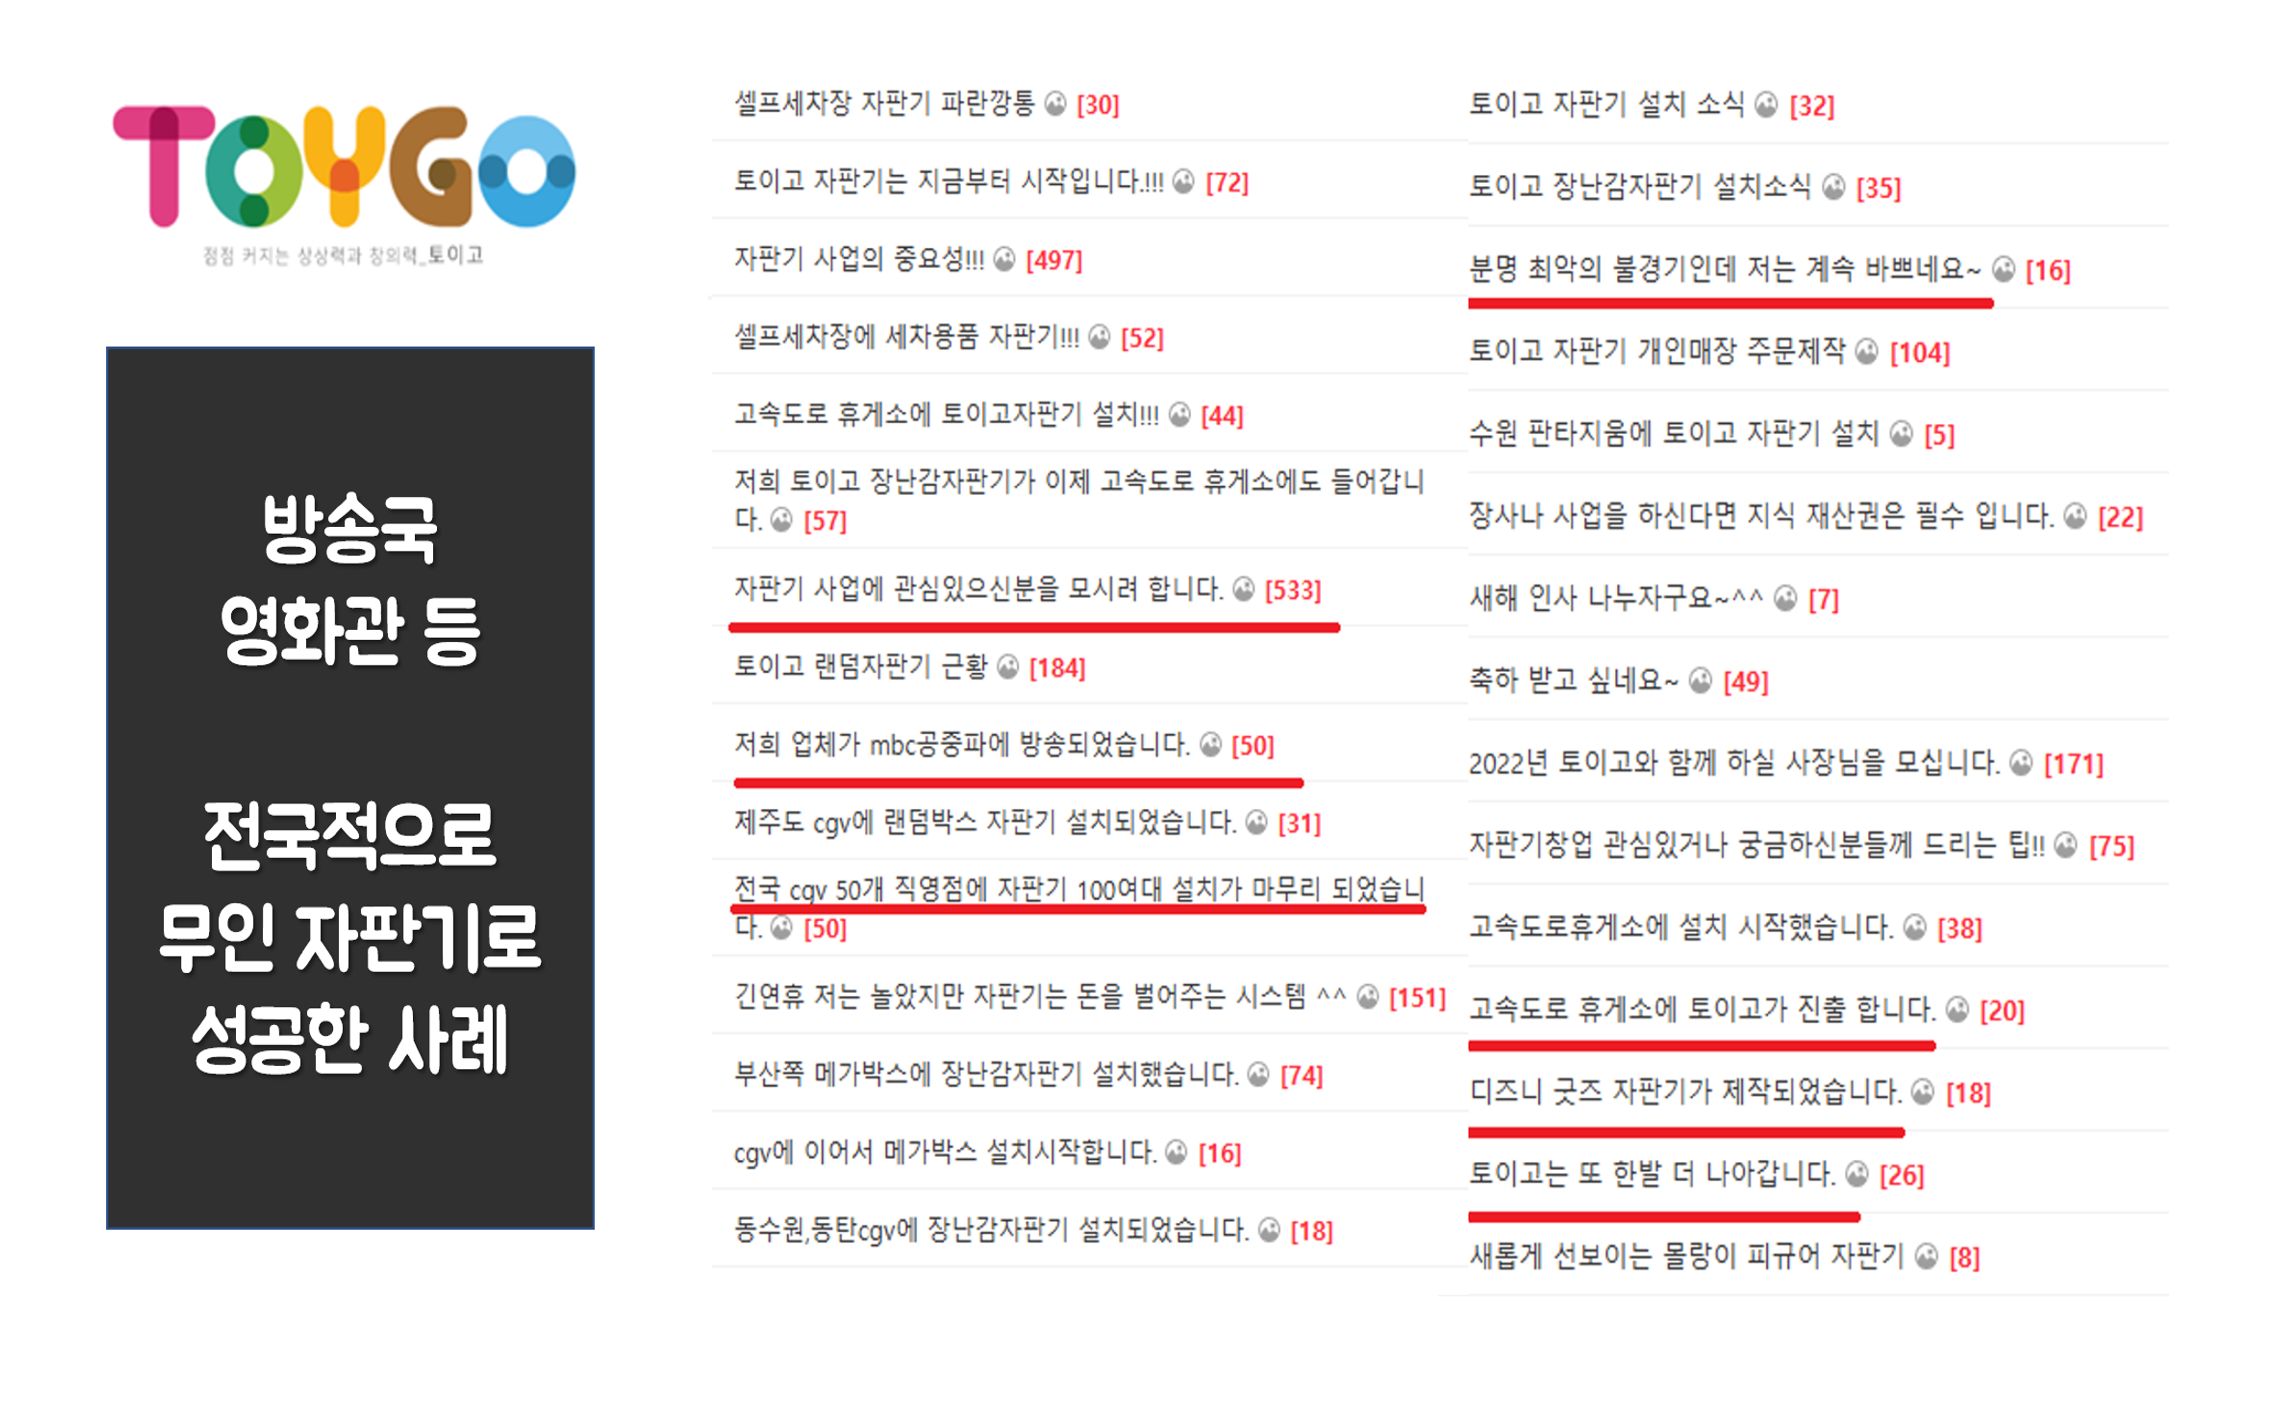 TOYGO
점점 커지는 상상력과 창의력_토이고
방송국
영화관 등
전국적으로
무인 자판기로
성공한 사례
셀프세차장 자판기 파란깡통 [30]
토이고 자판기는 지금부터 시작입니다.!!! [72]
자판기 사업의 중요성!!! [497]
셀프세차장에 세차용품 자판기!!! [52]
고속도로 휴게소에 토이고자판기 설치!!! [44]
저희 토이고 장난감자판기가 이제 고속도로 휴게소에도 들어갑니
다. [57]
자판기 사업에 관심있으신분을 모시려 합니다. [533]
토이고 랜덤자판기 근황 [184]
저희 업체가 mbc공중파에 방송되었습니다. [50]
제주도 cgv에 랜덤박스 자판기 설치되었습니다. [31]
전국 cgv 50개 직영점에 자판기 100여대 설치가 마무리 되었습니
다. [50]
긴연휴 저는 놀았지만 자판기는 돈을 벌어주는 시스템 ^^ [151]
부산쪽 메가박스에 장난감자판기 설치했습니다. [74]
cgv에 이어서 메가박스 설치시작합니다. [16]
동수원,동탄cgv에 장난감자판기 설치되었습니다. [18]
토이고 자판기 설치 소식 [32]
토이고 장난감자판기 설치소식 [35]
분명 최악의 불경기인데 저는 계속 바쁘네요~ [16]
토이고 자판기 개인매장 주문제작 [104]
수원 판타지움에 토이고 자판기 설치 [5]
장사나 사업을 하신다면 지식 재산권은 필수 입니다. [22]
새해 인사 나누자구요~^^ [7]
축하 받고 싶네요~ [49]
2022년 토이고와 함께 하실 사장님을 모십니다. [171]
자판기창업 관심있거나 궁금하신분들께 드리는 팁!! [75]
고속도로휴게소에 설치 시작했습니다. [38]
고속도로 휴게소에 토이고가 진출 합니다. [20]
디즈니 굿즈 자판기가 제작되었습니다. [18]
토이고는 또 한발 더 나아갑니다. [26]
새롭게 선보이는 몰랑이 피규어 자판기 [8]